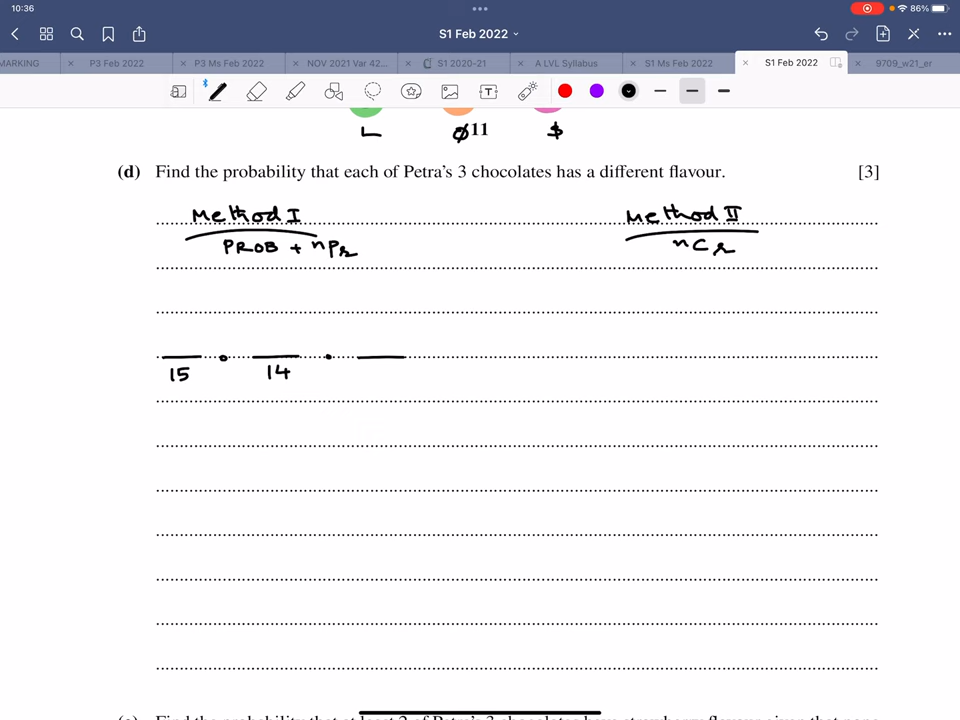 10:36
86%
S1 Feb 2022
MARKING
P3 Feb 2022
P3 Ms Feb 2022
NOV 2021 Var 42...
S1 2020-21
A LVL Syllabus
S1 Ms Feb 2022
S1 Feb 2022
9709_w21_er
L
11
$
(d) Find the probability that each of Petra's 3 chocolates has a different flavour. [3]
Method I Method II
PROB + nPr nCr
15 14